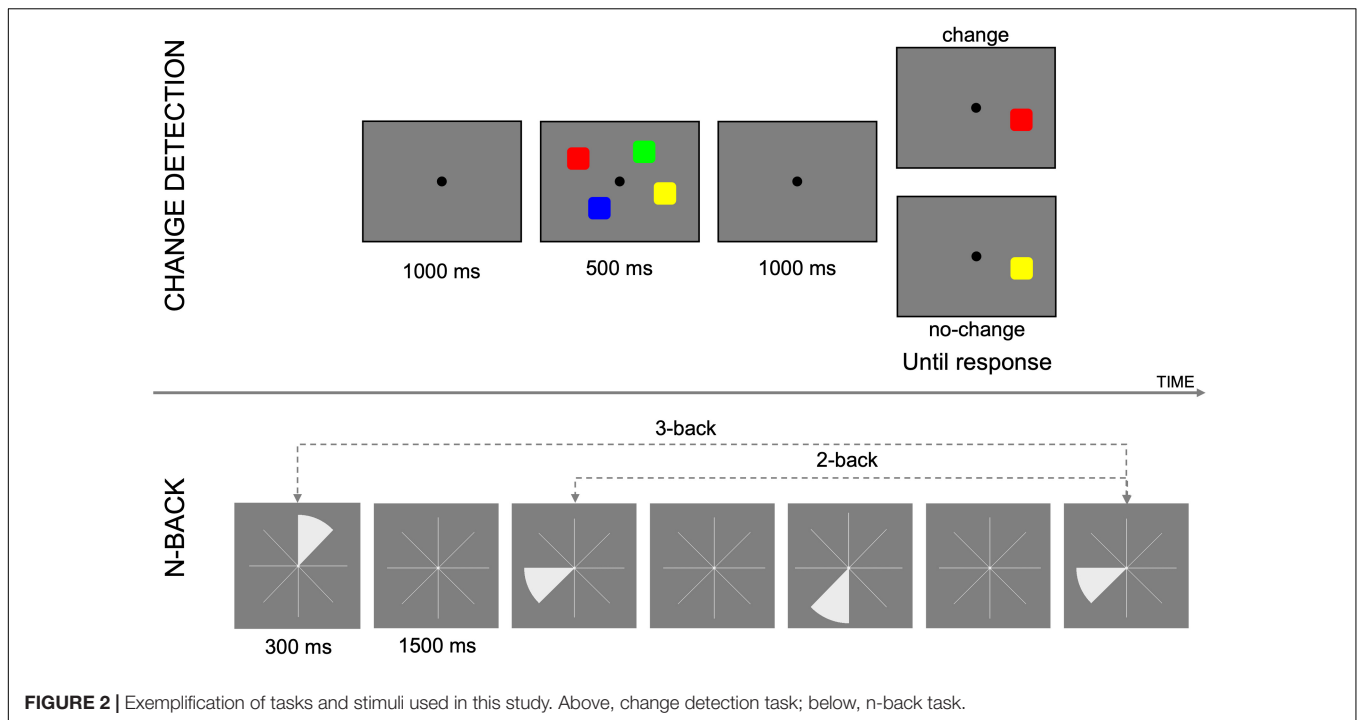 CHANGE DETECTION
change
1000 ms
500 ms
1000 ms
no-change
Until response
TIME
3-back
2-back
N-BACK
300 ms
1500 ms
FIGURE 2 | Exemplification of tasks and stimuli used in this study. Above, change detection task; below, n-back task.